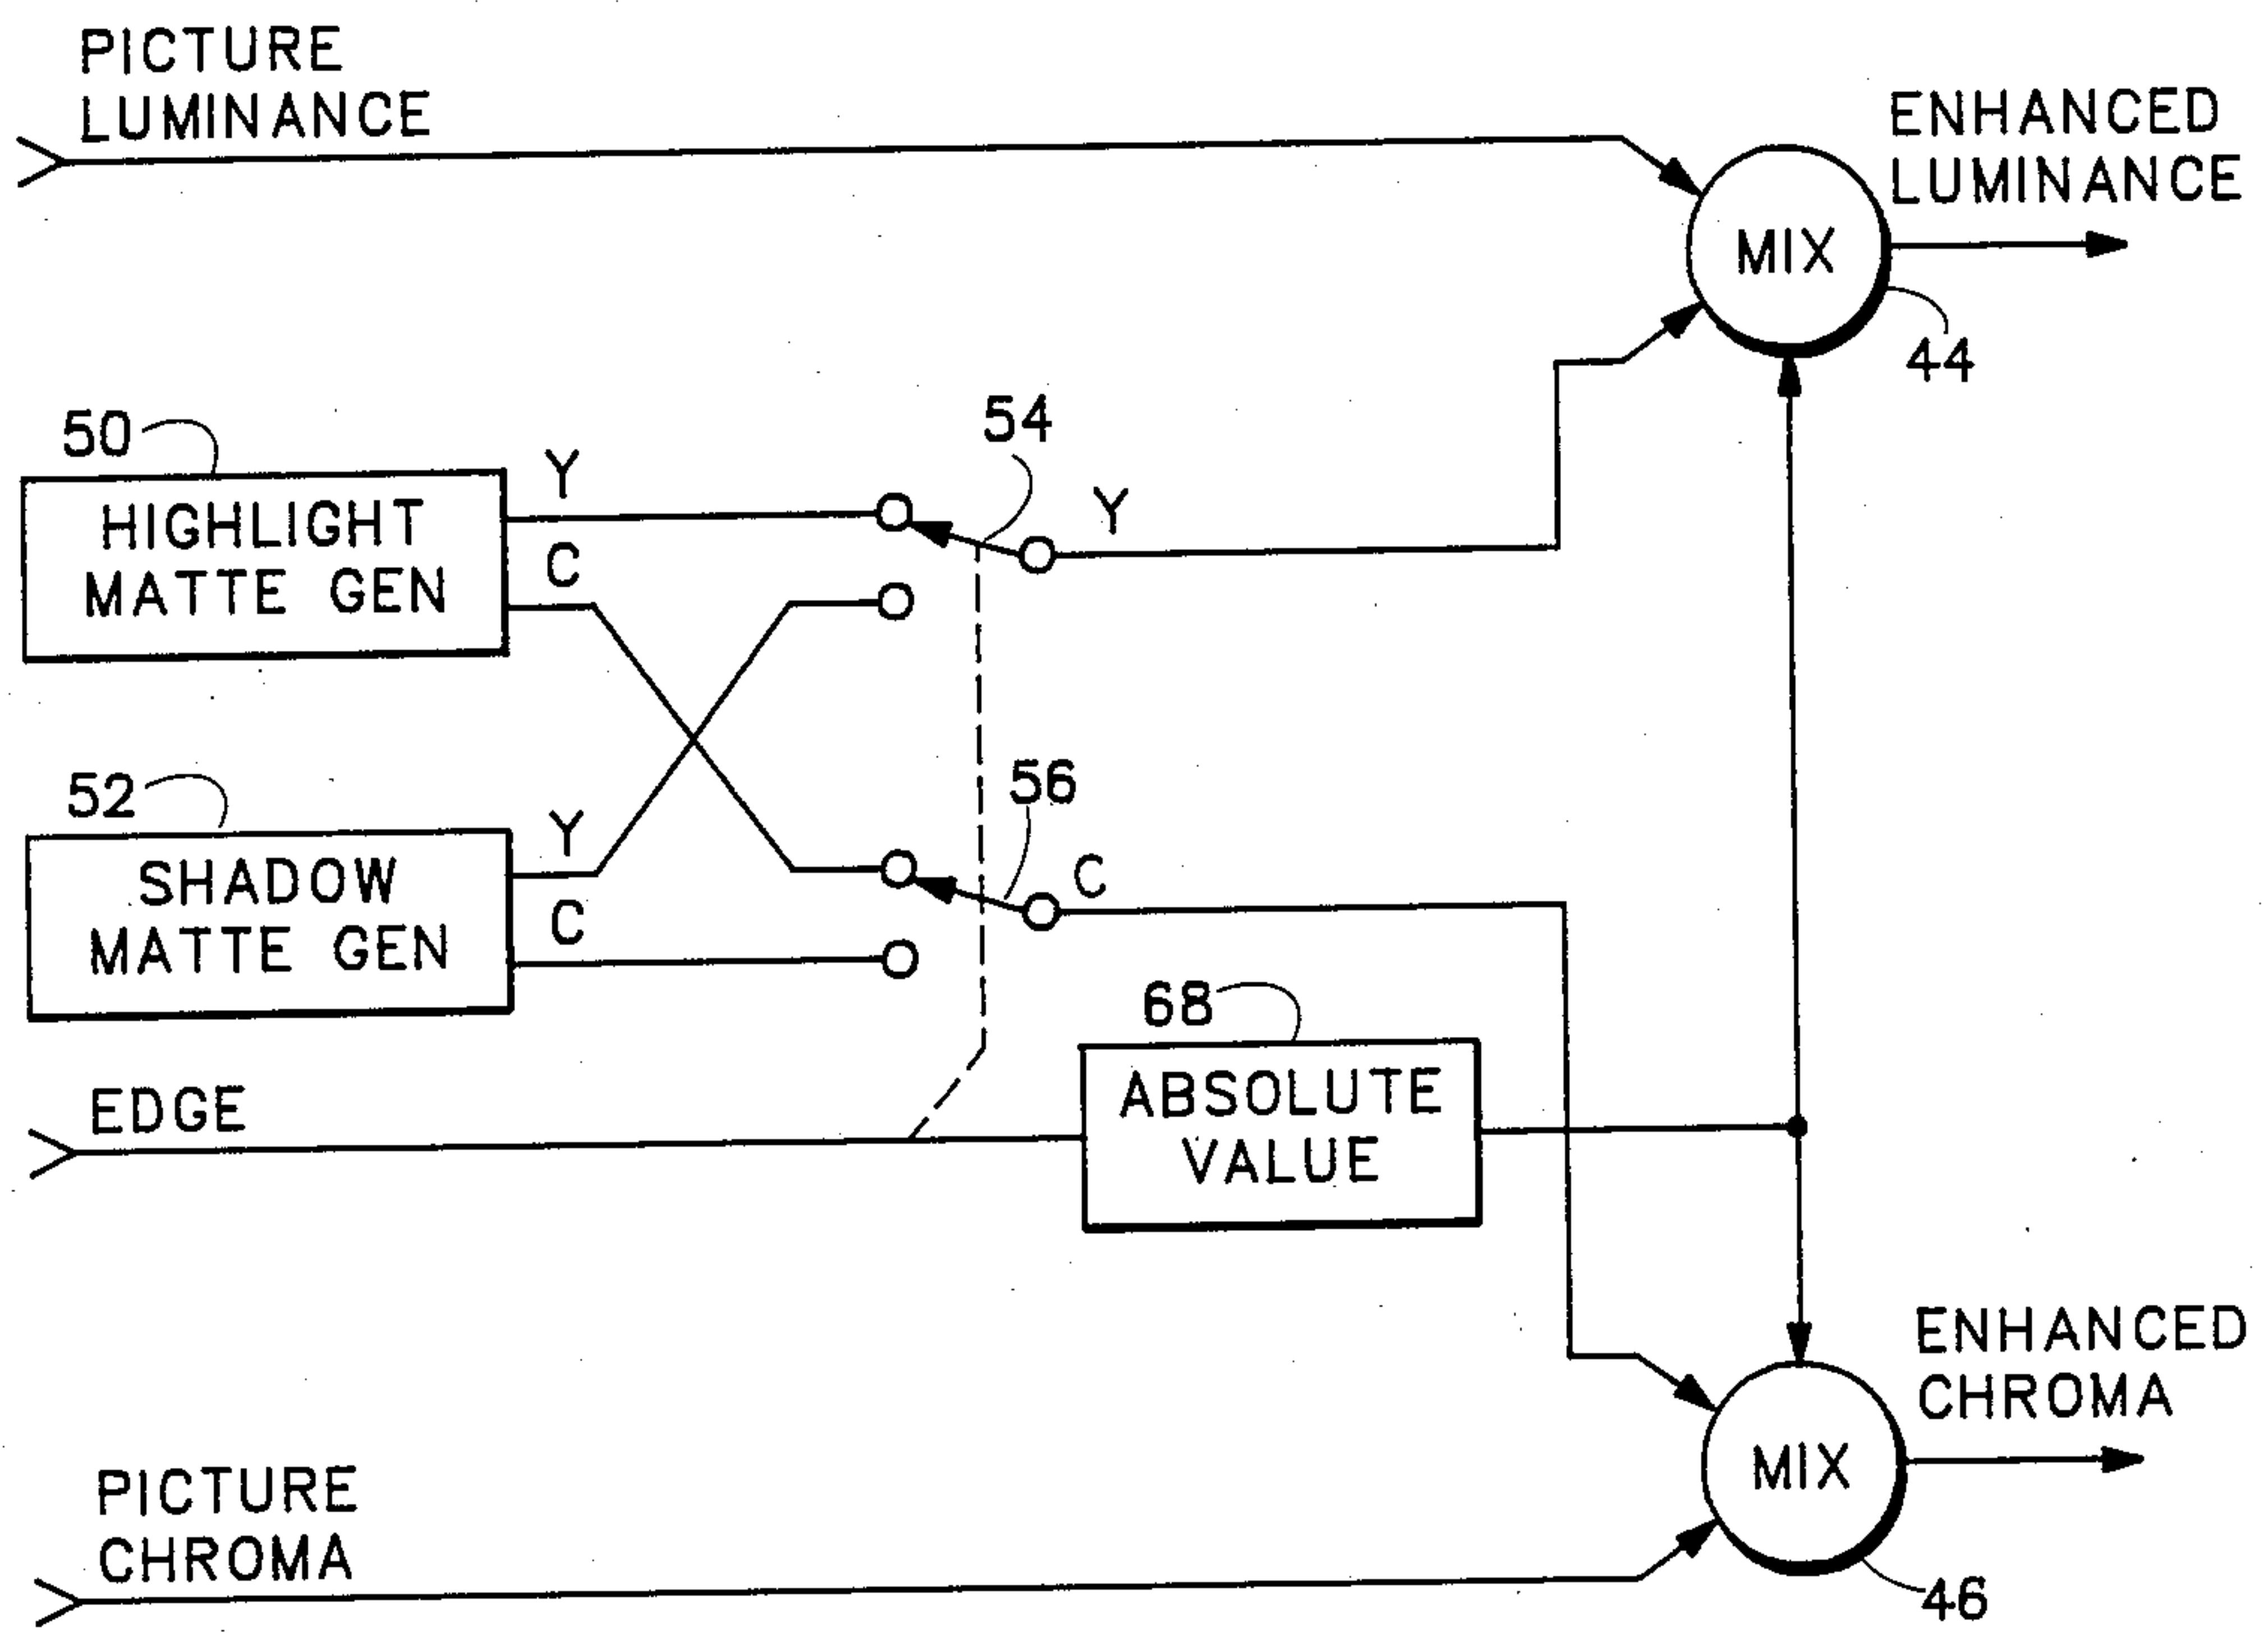 PICTURE
LUMINANCE
ENHANCED
LUMINANCE
MIX
44
50
HIGHLIGHT
MATTE GEN
Y
C
54
Y
52
SHADOW
MATTE GEN
Y
C
56
C
68
ABSOLUTE
VALUE
EDGE
ENHANCED
CHROMA
MIX
46
PICTURE
CHROMA